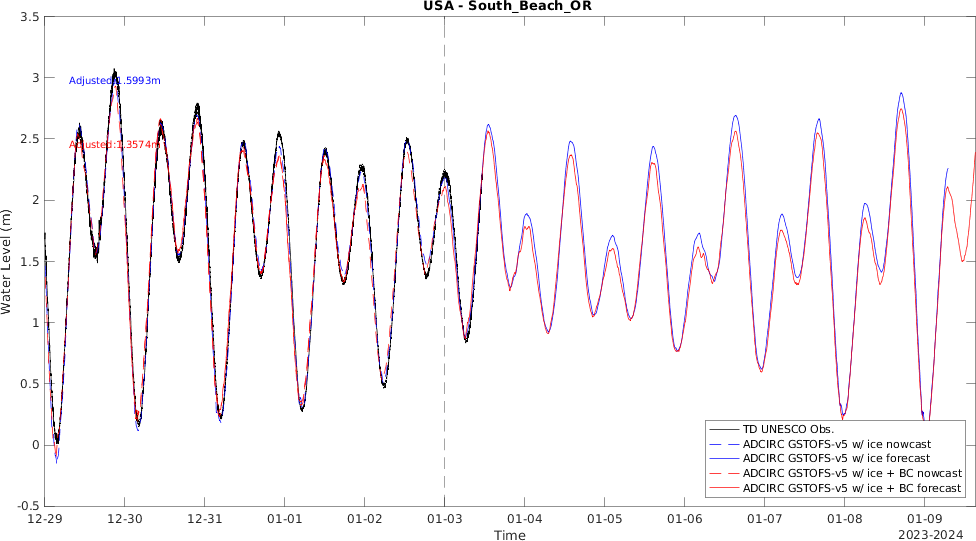 USA - South_Beach_OR
3.5
3
2.5
2
1.5
1
0.5
0
-0.5
Water Level (m)
Adjusted:1.5993m
Adjusted:1.3574m
TD UNESCO Obs.
ADCIRC GSTOFS-v5 w/ ice nowcast
ADCIRC GSTOFS-v5 w/ ice forecast
ADCIRC GSTOFS-v5 w/ ice + BC nowcast
ADCIRC GSTOFS-v5 w/ ice + BC forecast
12-29 12-30 12-31 01-01 01-02 01-03 01-04 01-05 01-06 01-07 01-08 01-09
Time
2023-2024